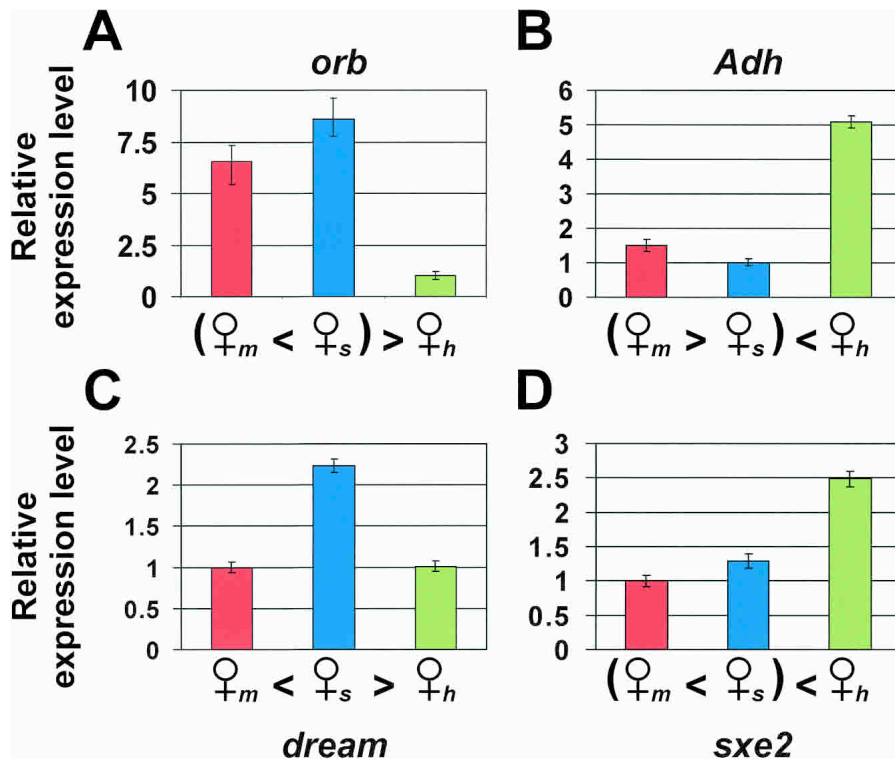 A
orb
Relative expression level
10
7.5
5
2.5
0
(♀m < ♀s) > ♀h
B
Adh
6
5
4
3
2
1
0
(♀m > ♀s) < ♀h
C
Relative expression level
2.5
2
1.5
1
0.5
0
♀m < ♀s > ♀h
dream
D
3
2.5
2
1.5
1
0.5
0
(♀m < ♀s) < ♀h
sxe2